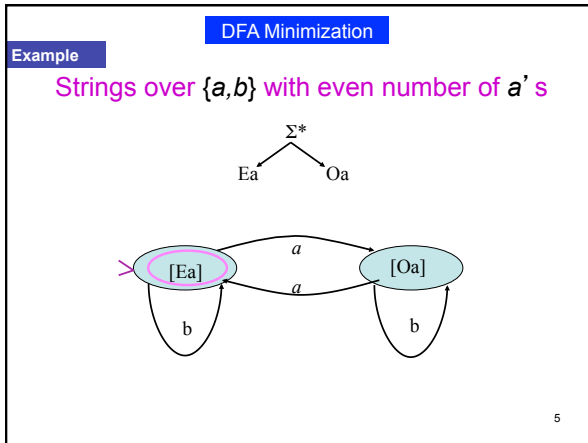 DFA Minimization
Example
Strings over {a,b} with even number of a’ s
Σ*
Ea Oa
a
[Ea] [Oa]
a
b b
5